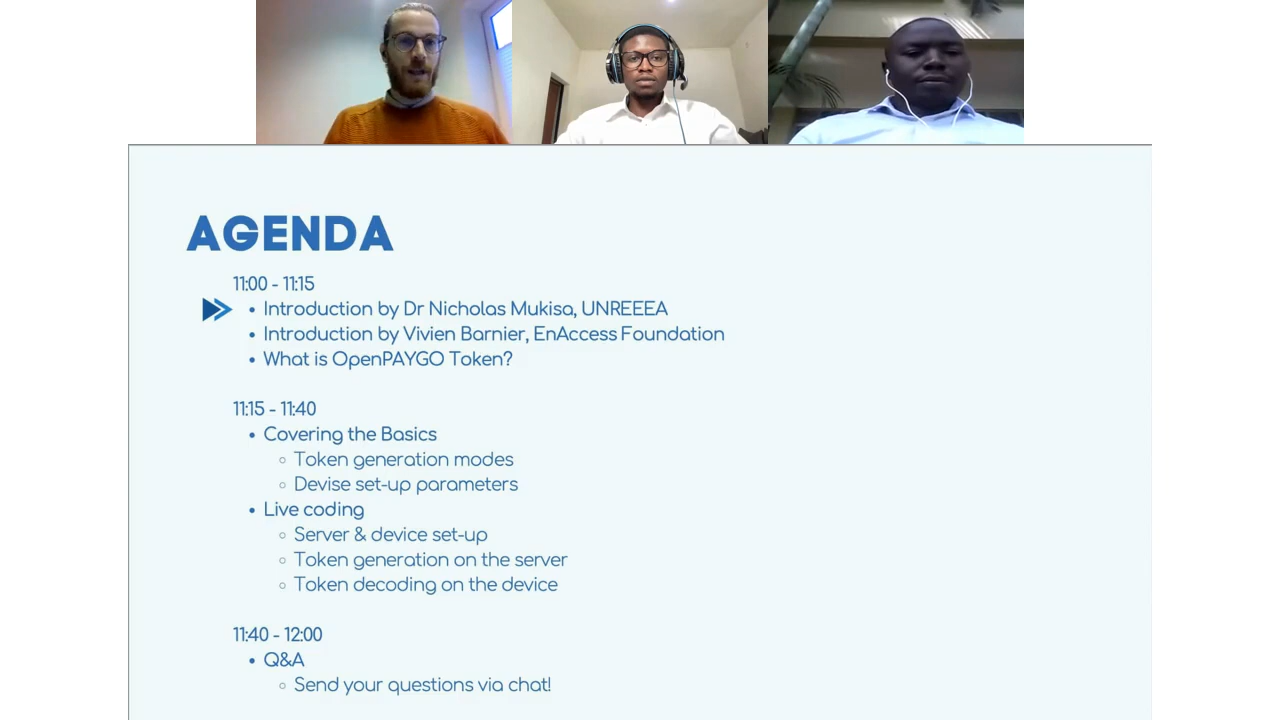 AGENDA
11:00 - 11:15
• Introduction by Dr Nicholas Mukisa, UNREEEA
• Introduction by Vivien Barnier, EnAccess Foundation
• What is OpenPAYGO Token?
11:15 - 11:40
• Covering the Basics
◦ Token generation modes
◦ Devise set-up parameters
• Live coding
◦ Server & device set-up
◦ Token generation on the server
◦ Token decoding on the device
11:40 - 12:00
• Q&A
◦ Send your questions via chat!